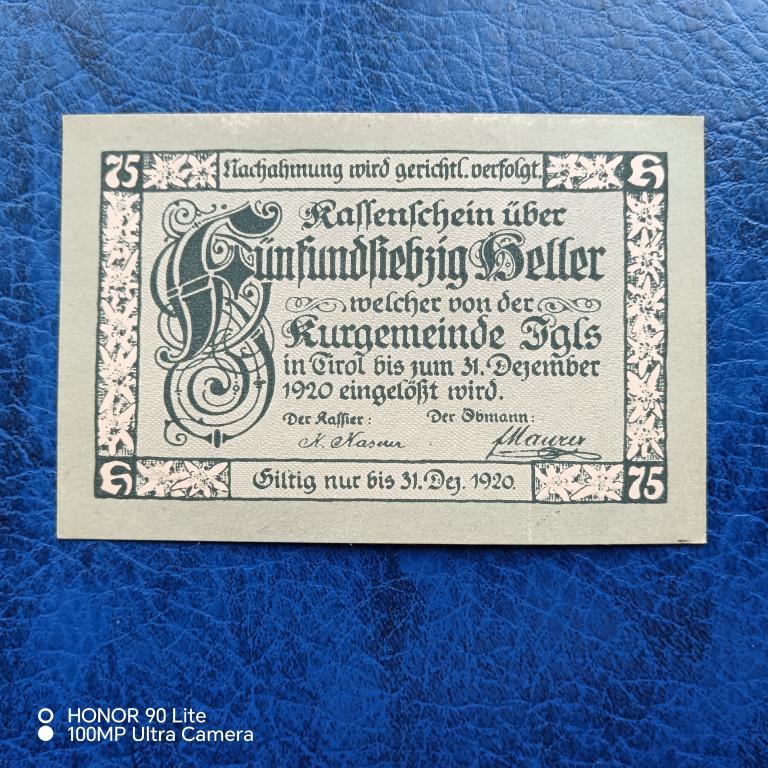 75 Nachahmung wird gerichtl. verfolgt. H
Kassenschein über
Fünfundsiebzig Heller
welcher von der
Kurgemeinde Igls
in Tirol bis zum 31. Dezember
1920 eingelößt wird.
Der Kassier: Der Obmann:
Maurer
H Giltig nur bis 31. Dez. 1920. 75
HONOR 90 Lite
100MP Ultra Camera